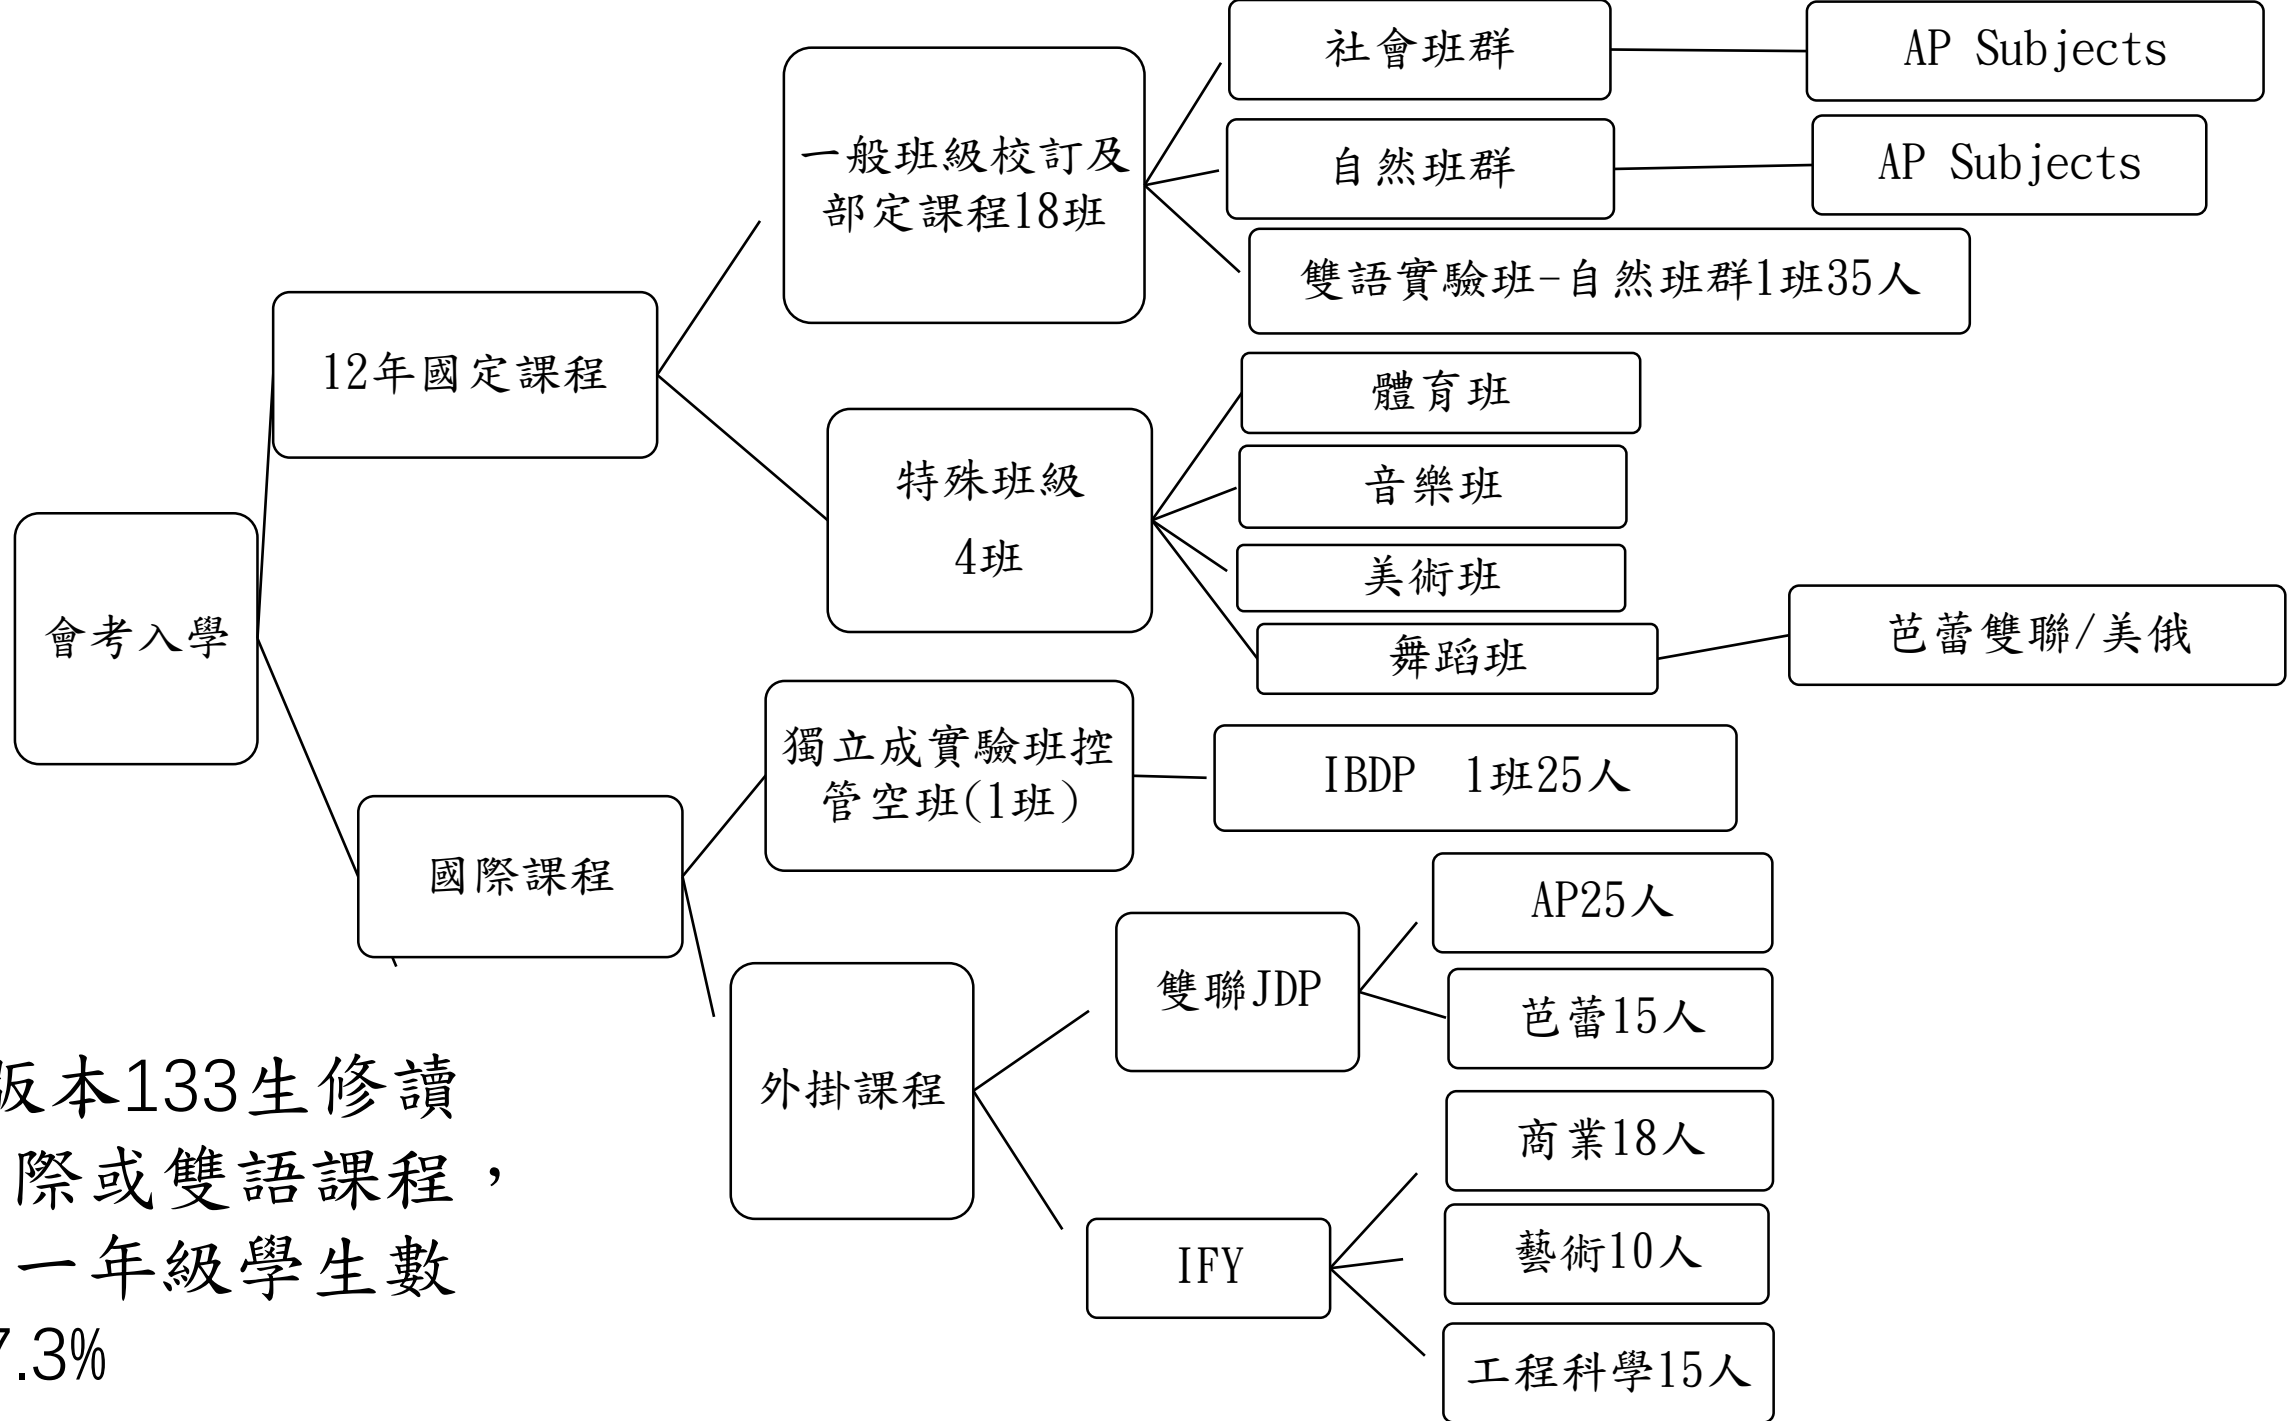 會考入學
12年國定課程
一般班級校訂及
部定課程18班
社會班群
AP Subjects
自然班群
AP Subjects
雙語實驗班-自然班群1班35人
特殊班級
4班
體育班
音樂班
美術班
舞蹈班
芭蕾雙聯/美俄
國際課程
獨立成實驗班控
管空班(1班)
IBDP 1班25人
外掛課程
雙聯JDP
AP25人
芭蕾15人
IFY
商業18人
藝術10人
工程科學15人
版本133生修讀
際或雙語課程，
一年級學生數
7.3%